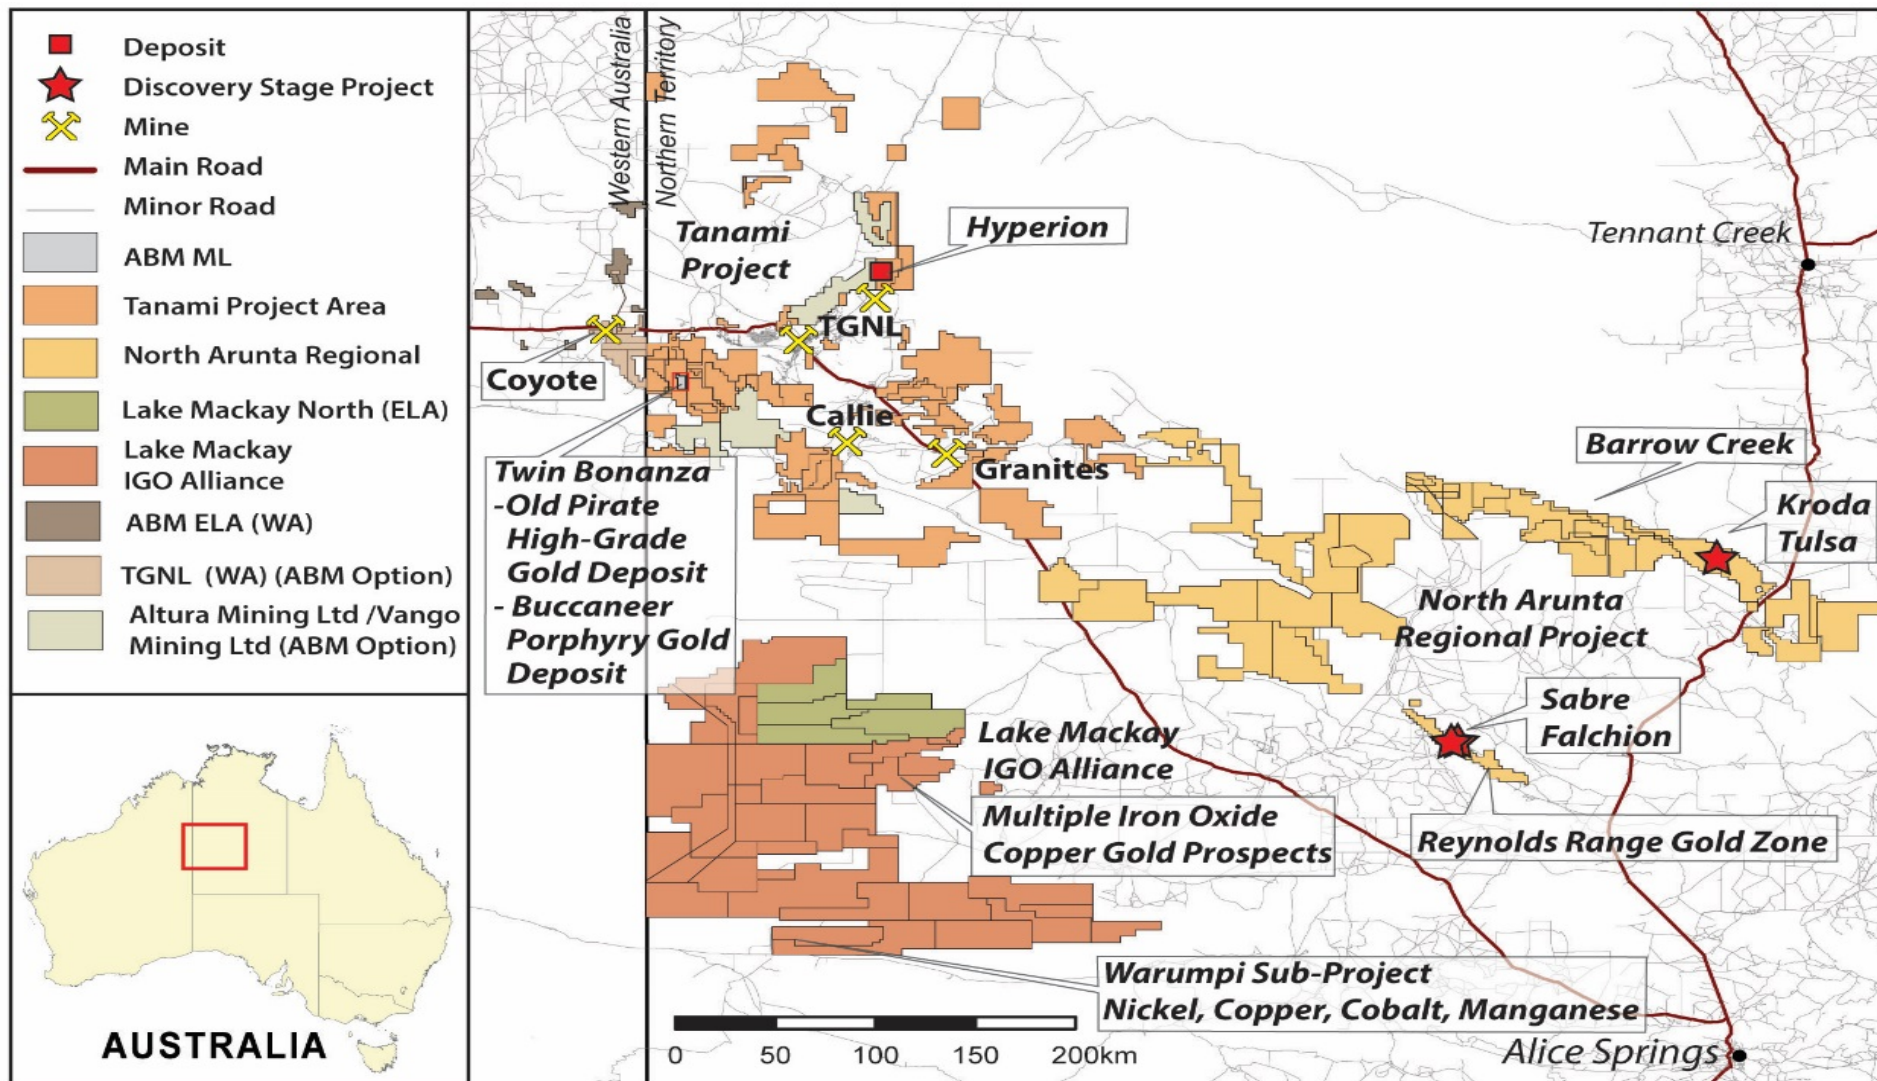 Deposit
Discovery Stage Project
Mine
Main Road
Minor Road
ABM ML
Tanami Project Area
North Arunta Regional
Lake Mackay North (ELA)
Lake Mackay
IGO Alliance
ABM ELA (WA)
TGNL (WA) (ABM Option)
Altura Mining Ltd /Vango
Mining Ltd (ABM Option)
AUSTRALIA
Western Australia
Northern Territory
Tanami
Project
Hyperion
Tennant Creek
TGNL
Coyote
Callie
Granites
Barrow Creek
Kroda
Tulsa
Twin Bonanza
-Old Pirate
High-Grade
Gold Deposit
- Buccaneer
Porphyry Gold
Deposit
North Arunta
Regional Project
Sabre
Falchion
Lake Mackay
IGO Alliance
Multiple Iron Oxide
Copper Gold Prospects
Reynolds Range Gold Zone
Warumpi Sub-Project
Nickel, Copper, Cobalt, Manganese
0 50 100 150 200km
Alice Springs